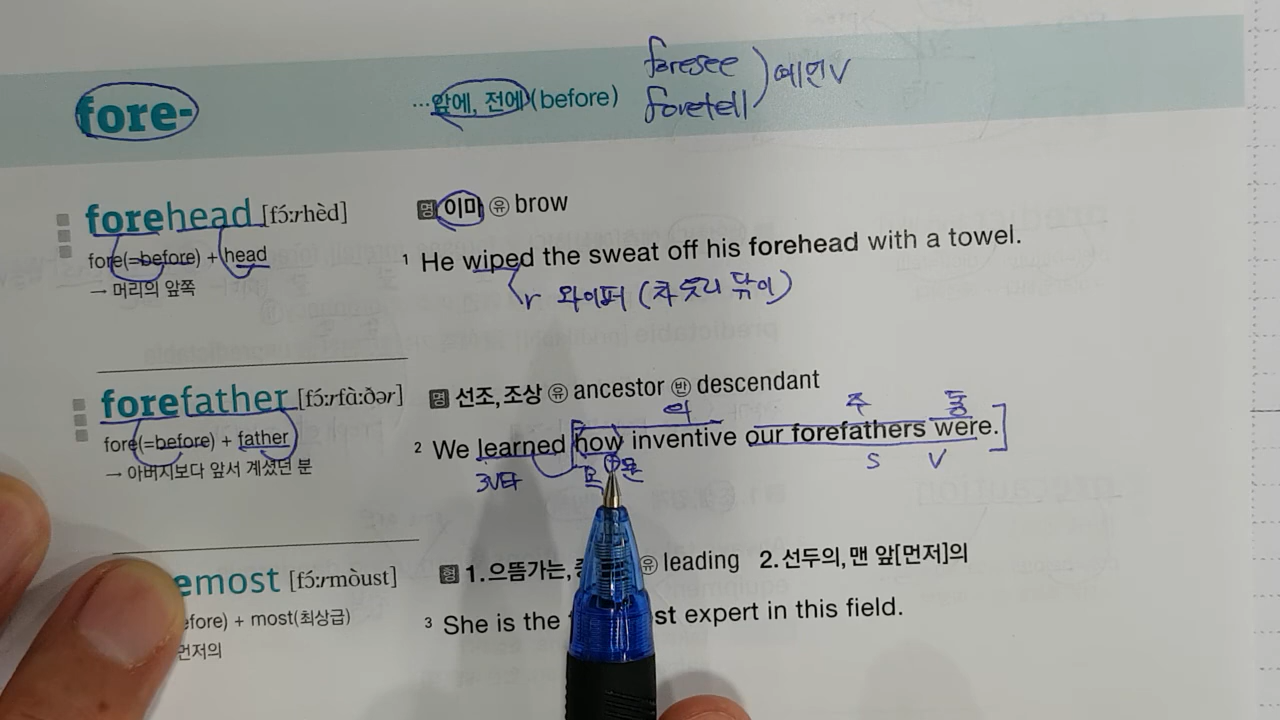 fore- …앞에, 전에(before) foresee
foretell 예언V
forehead [fɔ́ːrhèd] 명 이마 유 brow
fore(=before) + head
→ 머리의 앞쪽
1 He wiped the sweat off his forehead with a towel.
r 와이퍼 (차 유리 닦이)
forefather [fɔ́ːrfàːðər] 명 선조, 조상 유 ancestor 반 descendant
fore(=before) + father
→ 아버지보다 앞서 계셨던 분
의 주 동
2 We learned how inventive our forefathers were.
3V타 S V
emost [fɔ́ːrmòust] 형 1. 으뜸가는, 유 leading 2. 선두의, 맨 앞[먼저]의
efore) + most(최상급)
먼저의
3 She is the st expert in this field.